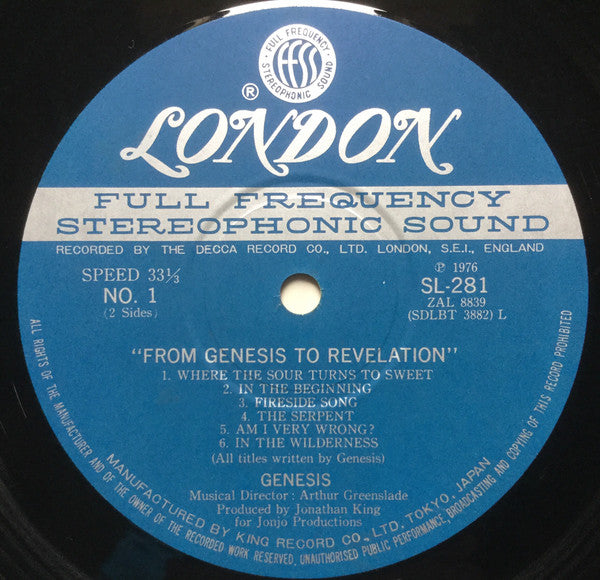 FULL FREQUENCY
ffss
STEREOPHONIC SOUND
®
LONDON
FULL FREQUENCY
STEREOPHONIC SOUND
RECORDED BY THE DECCA RECORD CO., LTD. LONDON, S.E.I., ENGLAND
SPEED 33⅓
NO. 1
(2 Sides)
℗ 1976
SL-281
ZAL 8839
(SDLBT 3882) L
"FROM GENESIS TO REVELATION"
1. WHERE THE SOUR TURNS TO SWEET
2. IN THE BEGINNING
3. FIRESIDE SONG
4. THE SERPENT
5. AM I VERY WRONG?
6. IN THE WILDERNESS
(All titles written by Genesis)
GENESIS
Musical Director : Arthur Greenslade
Produced by Jonathan King
for Jonjo Productions
MANUFACTURED BY KING RECORD CO., LTD. TOKYO, JAPAN
ALL RIGHTS OF THE MANUFACTURER AND OF THE OWNER OF THE RECORDED WORK RESERVED, UNAUTHORISED PUBLIC PERFORMANCE, BROADCASTING AND COPYING OF THIS RECORD PROHIBITED